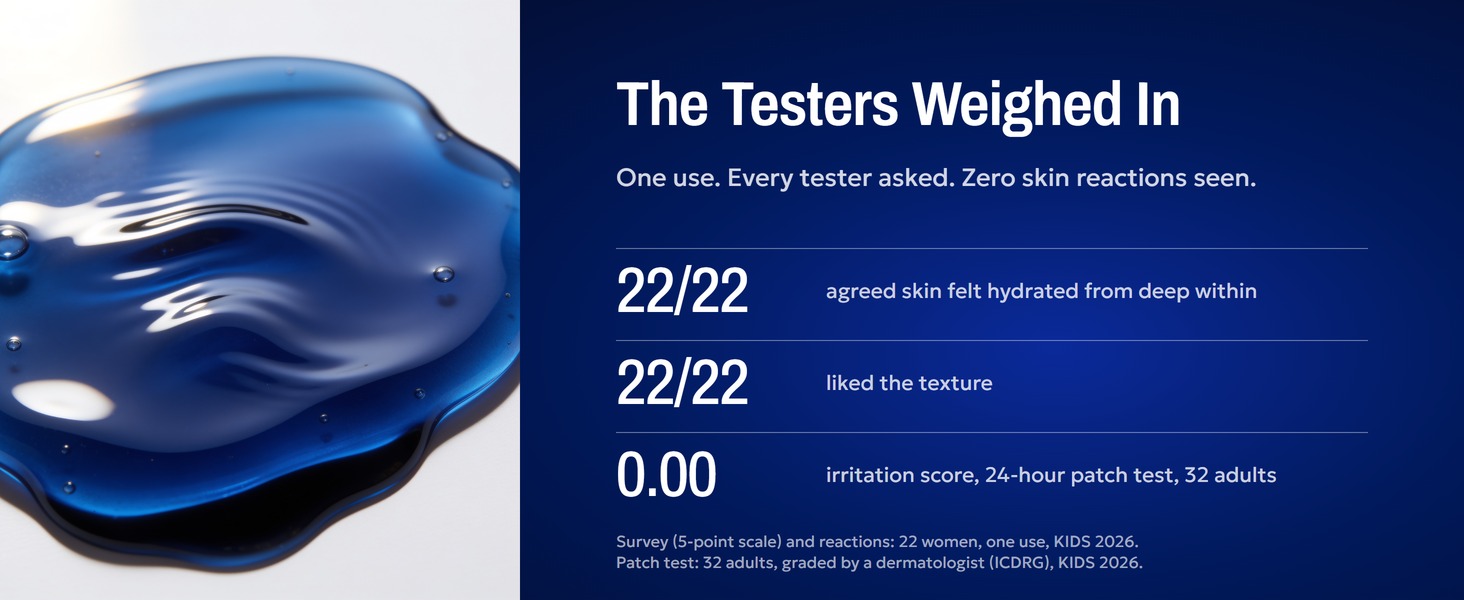 The Testers Weighed In
One use. Every tester asked. Zero skin reactions seen.
22/22 agreed skin felt hydrated from deep within
22/22 liked the texture
0.00 irritation score, 24-hour patch test, 32 adults
Survey (5-point scale) and reactions: 22 women, one use, KIDS 2026.
Patch test: 32 adults, graded by a dermatologist (ICDRG), KIDS 2026.